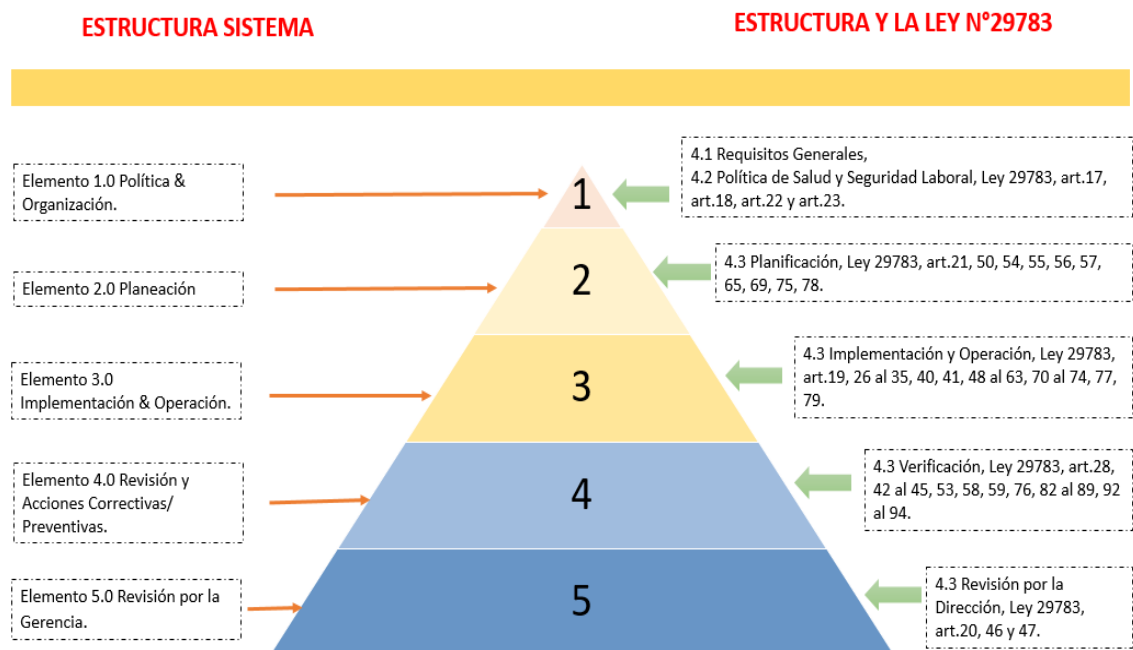 ESTRUCTURA SISTEMA
ESTRUCTURA Y LA LEY N°29783
Elemento 1.0 Política &
Organización.
1
4.1 Requisitos Generales,
4.2 Política de Salud y Seguridad Laboral, Ley 29783, art.17,
art.18, art.22 y art.23.
Elemento 2.0 Planeación
2
4.3 Planificación, Ley 29783, art.21, 50, 54, 55, 56, 57,
65, 69, 75, 78.
Elemento 3.0
Implementación & Operación.
3
4.3 Implementación y Operación, Ley 29783,
art.19, 26 al 35, 40, 41, 48 al 63, 70 al 74, 77,
79.
Elemento 4.0 Revisión y
Acciones Correctivas/
Preventivas.
4
4.3 Verificación, Ley 29783, art.28,
42 al 45, 53, 58, 59, 76, 82 al 89, 92
al 94.
Elemento 5.0 Revisión por la
Gerencia.
5
4.3 Revisión por la
Dirección, Ley 29783,
art.20, 46 y 47.